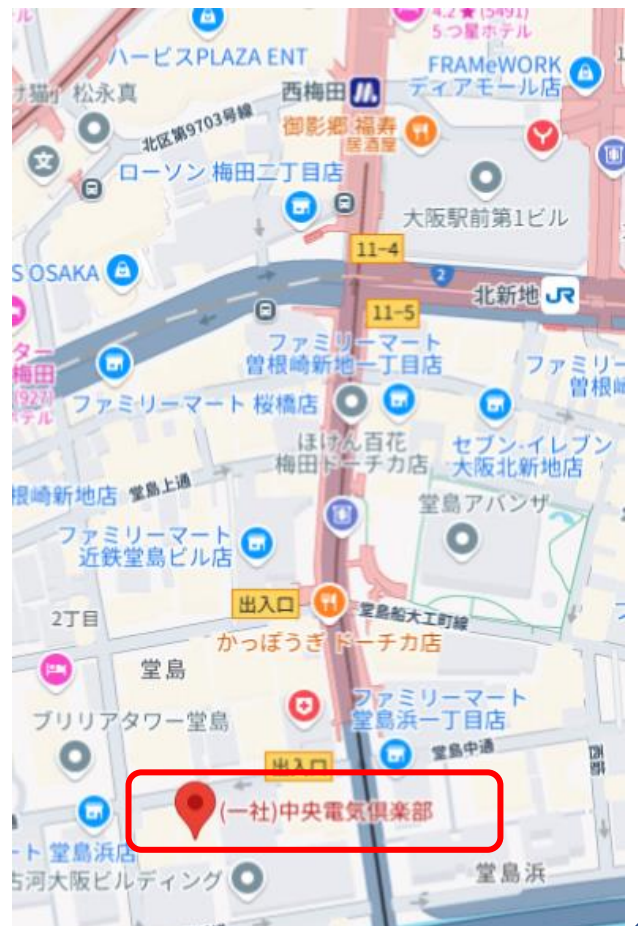 4.2★(5491)
5つ星ホテル
ハービスPLAZA ENT
FRAMeWORK
ディアモール店
松永真
西梅田
北区第9703号線
御影郷 福寿
居酒屋
ローソン 梅田二丁目店
大阪駅前第1ビル
11-4
S OSAKA
2
北新地 JR
11-5
ファミリーマート
曽根崎新地一丁目店
ター
梅田
(927)
ホテル
ファミリー
曽根崎
ファミリーマート 桜橋店
ほけん百花
梅田ドーチカ店
セブン-イレブン
大阪北新地店
根崎新地店
堂島上通
堂島アバンザ
ファミリーマート
近鉄堂島ビル店
出入口
2丁目
堂島船大工町線
かっぽうぎ ドーチカ店
堂島
ファミリーマート
堂島浜一丁目店
ブリリアタワー堂島
堂島中通
出入口
(一社)中央電気倶楽部
ート 堂島浜店
古河大阪ビルディング
堂島浜